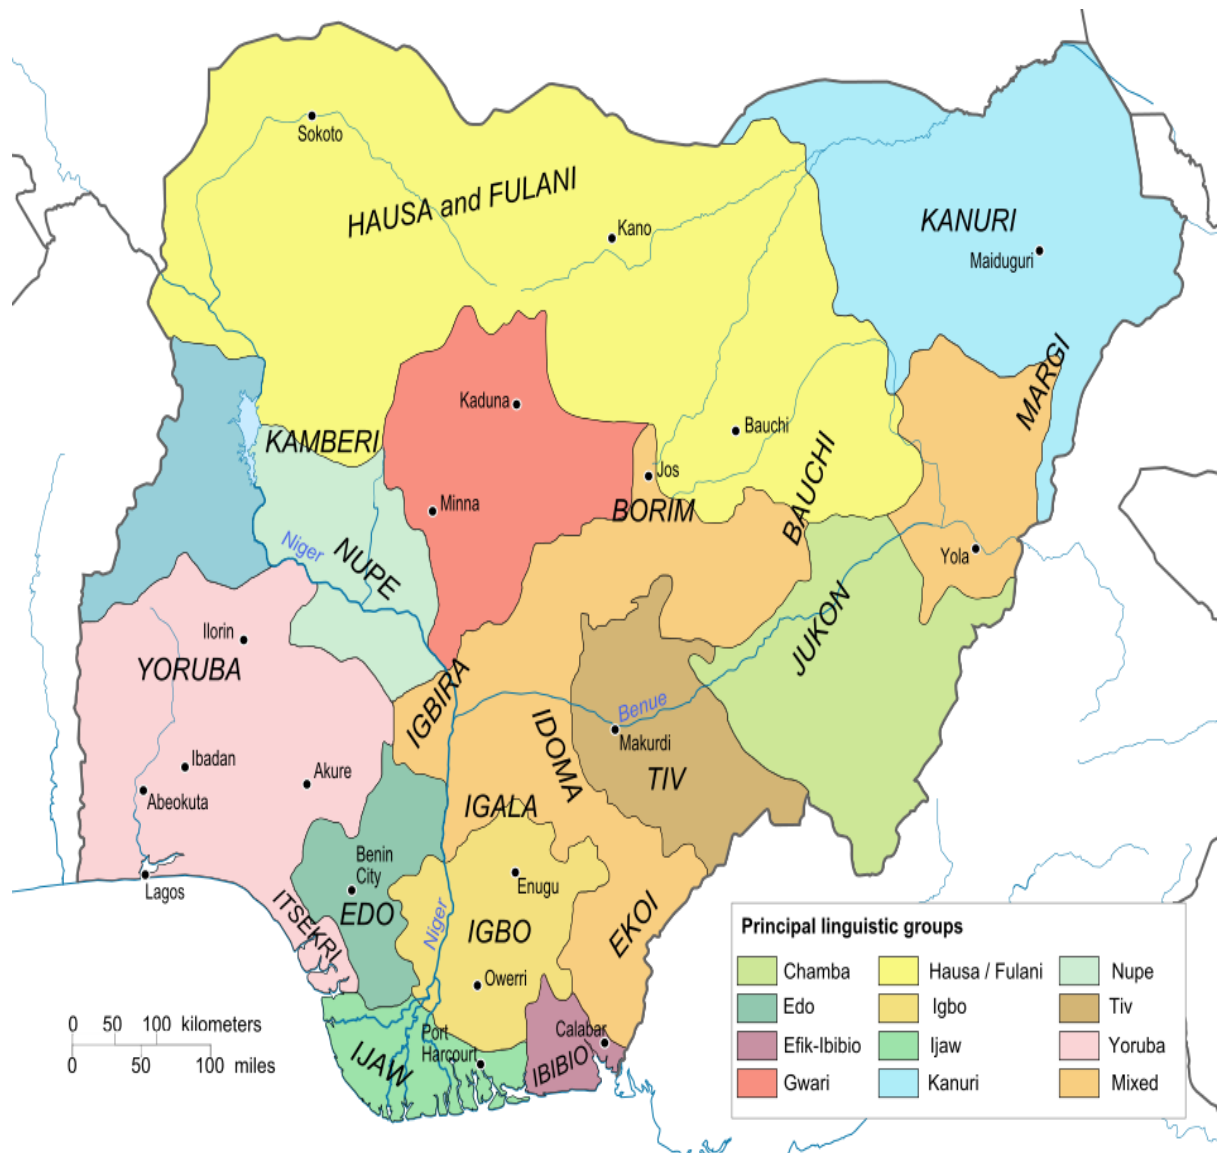 Sokoto
HAUSA and FULANI
Kano
KANURI
Maiduguri
MARGI
Kaduna
Bauchi
KAMBERI
BAUCHI
Jos
Minna
BORIM
Niger
NUPE
Yola
JUKON
Ilorin
YORUBA
IGBIRA
Benue
IDOMA
Makurdi
Ibadan
Akure
TIV
Abeokuta
IGALA
Benin
City
Lagos
Enugu
ITSEKRI
EDO
Niger
IGBO
EKOI
Owerri
Port
Harcourt
Calabar
IJAW
IBIBIO
0 50 100 kilometers
0 50 100 miles
Principal linguistic groups
Chamba Hausa / Fulani Nupe
Edo Igbo Tiv
Efik-Ibibio Ijaw Yoruba
Gwari Kanuri Mixed